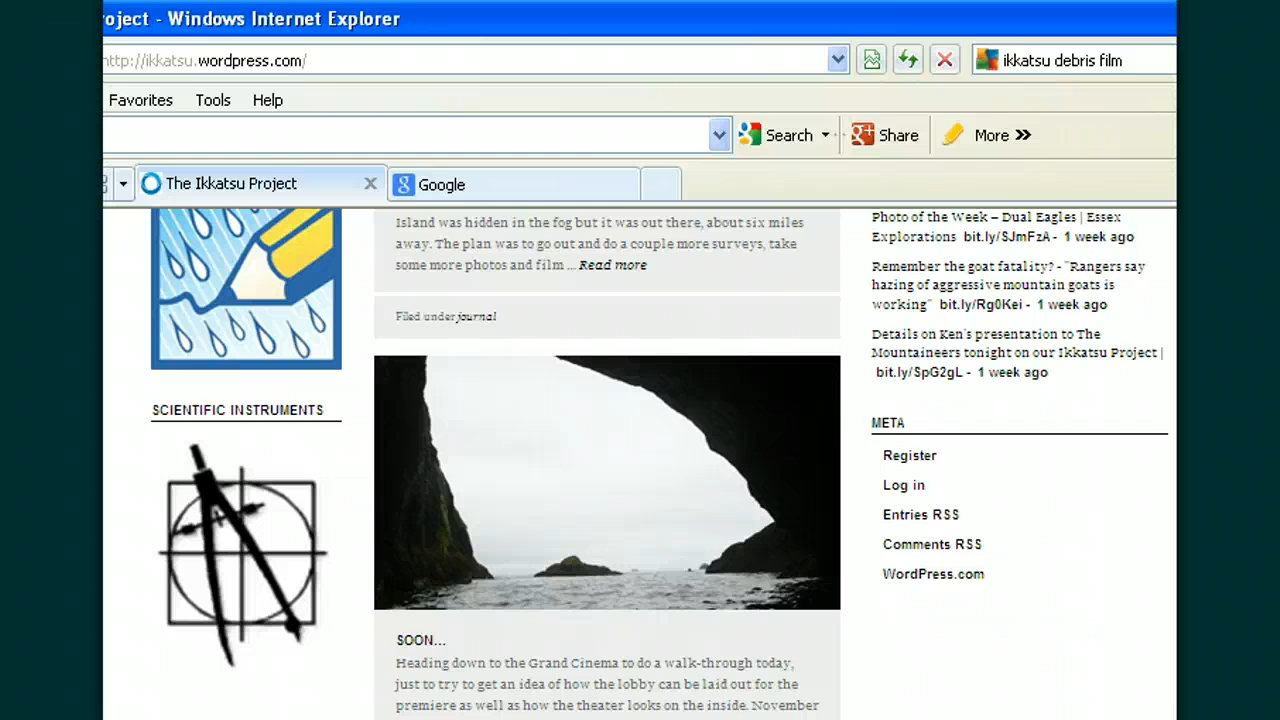 oject - Windows Internet Explorer
http://ikkatsu.wordpress.com/
ikkatsu debris film
Favorites Tools Help
Search Share More
The Ikkatsu Project
Google
Island was hidden in the fog but it was out there, about six miles
away. The plan was to go out and do a couple more surveys, take
some more photos and film ... Read more
Filed under journal
SOON...
Heading down to the Grand Cinema to do a walk-through today,
just to try to get an idea of how the lobby can be laid out for the
premiere as well as how the theater looks on the inside. November
SCIENTIFIC INSTRUMENTS
Photo of the Week – Dual Eagles | Essex
Explorations bit.ly/SJmFzA - 1 week ago
Remember the goat fatality? - "Rangers say
hazing of aggressive mountain goats is
working" bit.ly/Rg0Kei - 1 week ago
Details on Ken's presentation to The
Mountaineers tonight on our Ikkatsu Project |
bit.ly/SpG2gL - 1 week ago
META
Register
Log in
Entries RSS
Comments RSS
WordPress.com